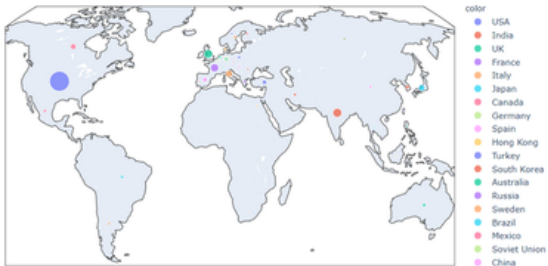 color
USA
India
UK
France
Italy
Japan
Canada
Germany
Spain
Hong Kong
Turkey
South Korea
Australia
Russia
Sweden
Brazil
Mexico
Soviet Union
China